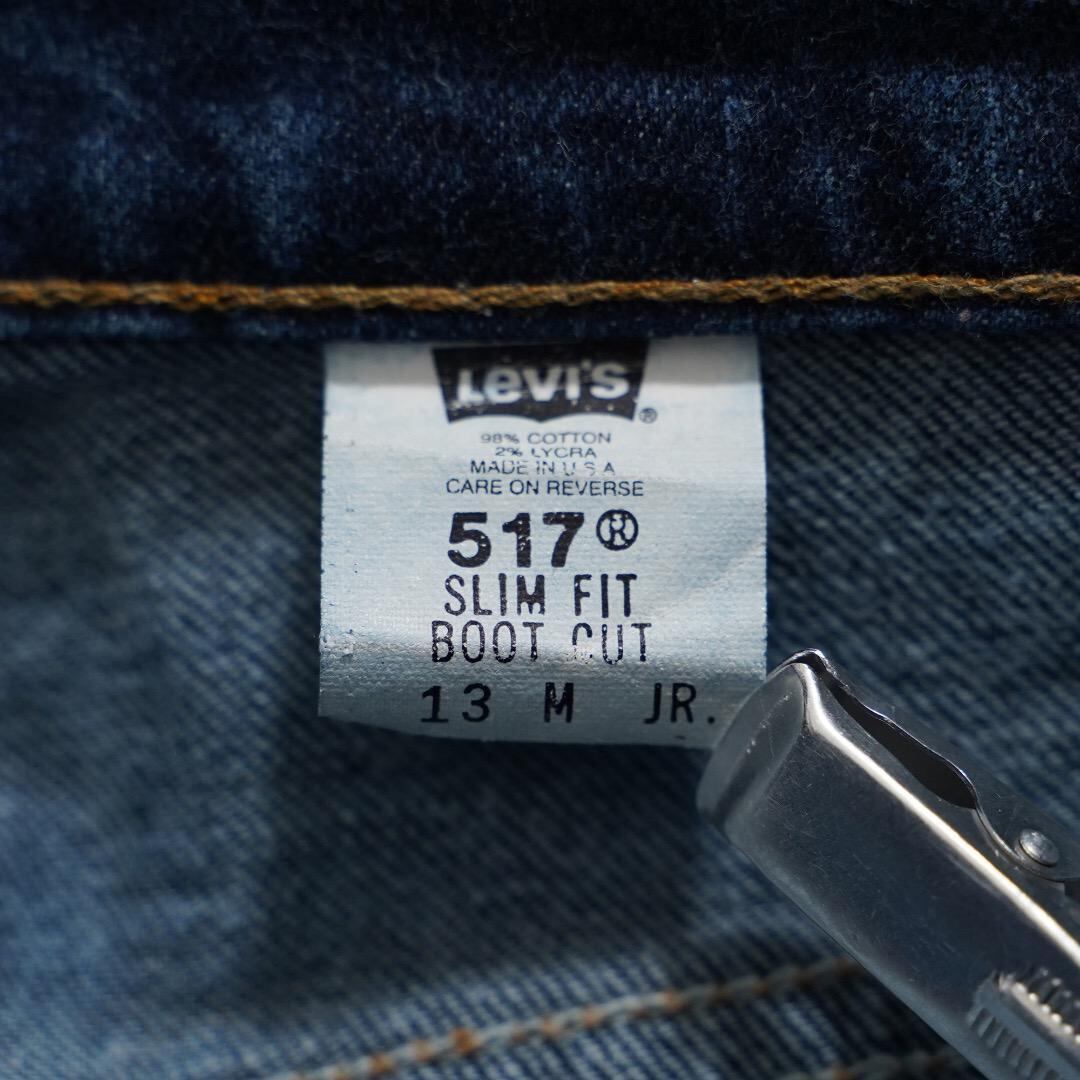 Levi's ®
98% COTTON
2% LYCRA
MADE IN U S A
CARE ON REVERSE
517®
SLIM FIT
BOOT CUT
13 M JR.